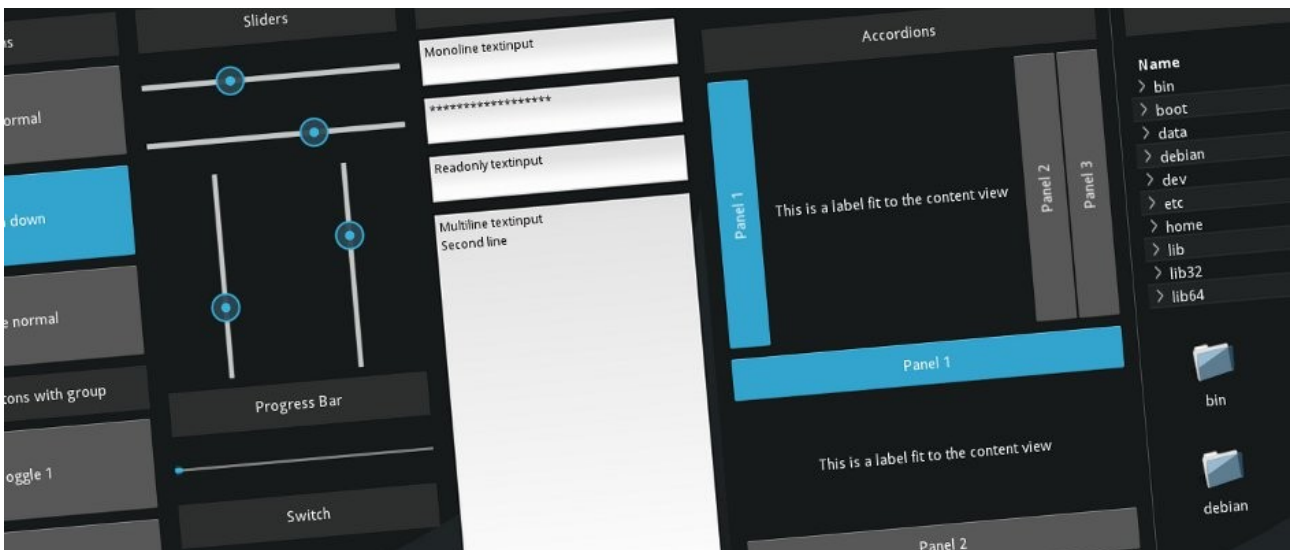 ns
ormal
down
e normal
ons with group
oggle 1
Sliders
Progress Bar
Switch
Monoline textinput
******************
Readonly textinput
Multiline textinput
Second line
Accordions
Panel 1
This is a label fit to the content view
Panel 2
Panel 3
Panel 1
This is a label fit to the content view
Panel 2
Name
bin
boot
data
debian
dev
etc
home
lib
lib32
lib64
bin
debian